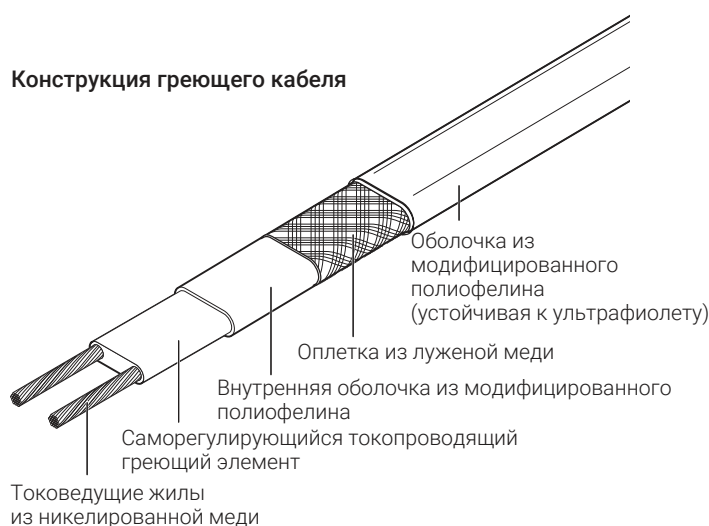 Конструкция греющего кабеля
Оболочка из
модифицированного
полиофелина
(устойчивая к ультрафиолету)
Оплетка из луженой меди
Внутренняя оболочка из модифицированного
полиофелина
Саморегулирующийся токопроводящий
греющий элемент
Токоведущие жилы
из никелированной меди